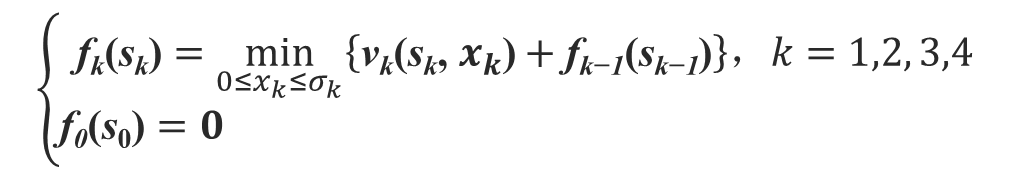 f_k(s_k) = min_{0≤x_k≤σ_k} {v_k(s_k, x_k) + f_{k−1}(s_{k−1})}, k = 1,2,3,4
f_0(s_0) = 0